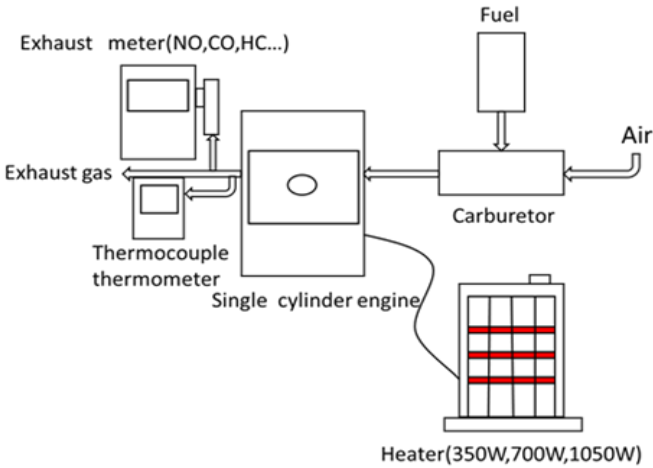 Fuel
Exhaust meter(NO,CO,HC...)
Air
Exhaust gas
Carburetor
Thermocouple
thermometer
Single cylinder engine
Heater(350W,700W,1050W)